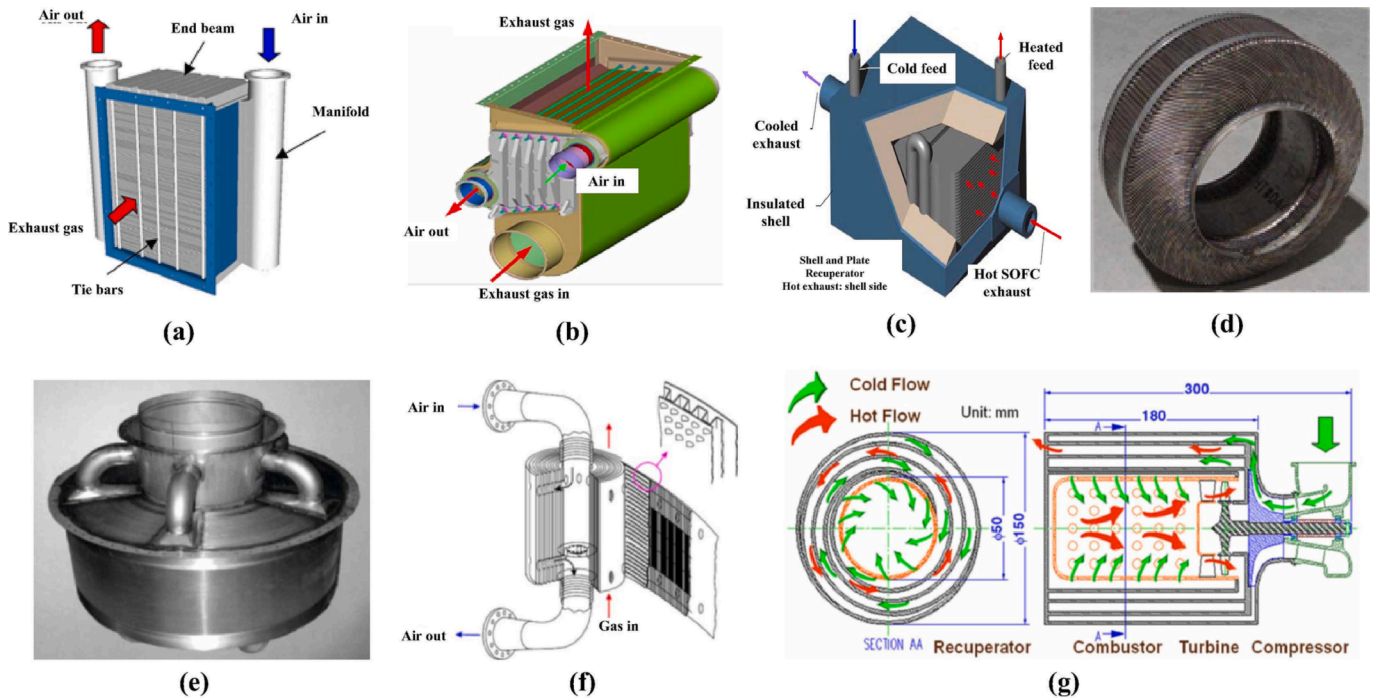 Air out
Air in
End beam
Manifold
Exhaust gas
Tie bars
(a)
Exhaust gas
Air in
Air out
Exhaust gas in
(b)
Cold feed
Heated
feed
Cooled
exhaust
Insulated
shell
Shell and Plate
Recuperator
Hot exhaust: shell side
Hot SOFC
exhaust
(c)
(d)
(e)
Air in
Air out
Gas in
(f)
Cold Flow
Hot Flow
Unit: mm
300
180
A
ϕ50
ϕ150
A
SECTION AA
Recuperator
Combustor
Turbine
Compressor
(g)